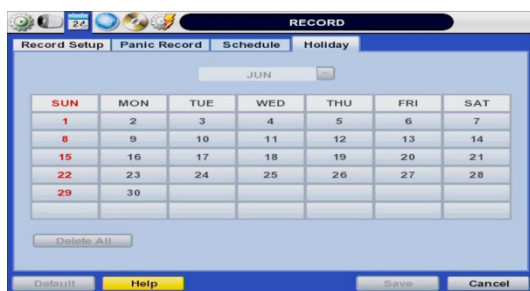 24
RECORD
Record Setup Panic Record Schedule Holiday
JUN
SUN MON TUE WED THU FRI SAT
1 2 3 4 5 6 7
8 9 10 11 12 13 14
15 16 17 18 19 20 21
22 23 24 25 26 27 28
29 30
Delete All
Default Help Save Cancel